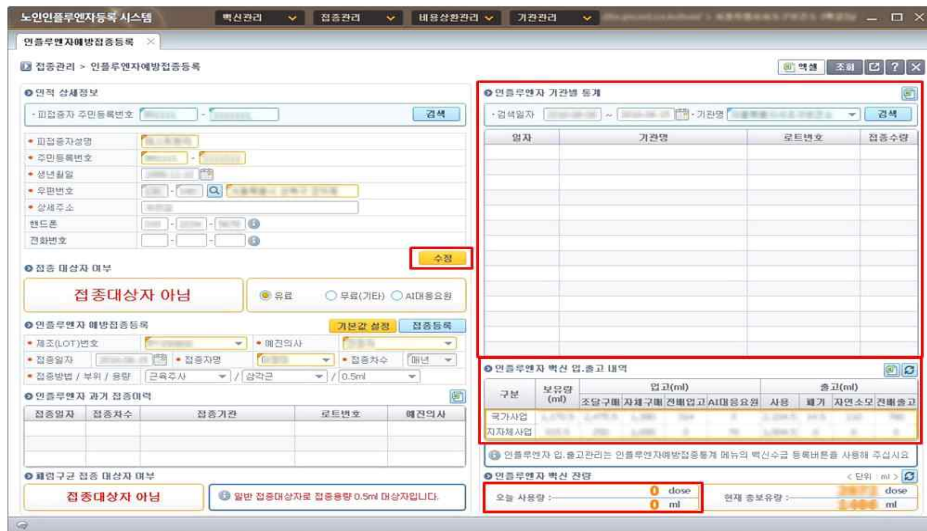 노인인플루엔자등록 시스템 백신관리 접종관리 비용상환관리 기관관리
인플루엔자예방접종등록
접종관리 > 인플루엔자예방접종등록 엑셀 조회
인적 상세정보
- 피접종자 주민등록번호 - 검색
피접종자성명
주민등록번호 -
생년월일
우편번호 -
상세주소
핸드폰 - -
전화번호 - -
수정
접종 대상자 여부
접종대상자 아님 유료 무료(기타) AI대응요원
인플루엔자 예방접종등록 기본값 설정 접종등록
제조(LOT)번호 예진의사
접종일자 접종자명 접종차수 매년
접종방법 / 부위 / 용량 근육주사 / 삼각근 / 0.5ml
인플루엔자 과거 접종이력
접종일자 접종차수 접종기관 로트번호 예진의사
폐렴구균 접종 대상자 여부
접종대상자 아님 일반 접종대상자로 접종용량 0.5ml 대상자입니다.
인플루엔자 기관별 통계
- 검색일자 ~ - 기관명 검색
일자 기관명 로트번호 접종수량
인플루엔자 백신 입.출고 내역
구분 보유량(ml) 입고(ml) 출고(ml)
조달구매 자체구매 전배입고 AI대응요원 사용 폐기 자연소모 전배출고
국가사업
지자체사업
인플루엔자 입.출고관리는 인플루엔자예방접종통계 메뉴의 백신수급 등록버튼을 사용해 주십시요
인플루엔자 백신 잔량 < 단위 : ml >
오늘 사용량 : 0 dose 현재 총보유량 : dose
0 ml ml